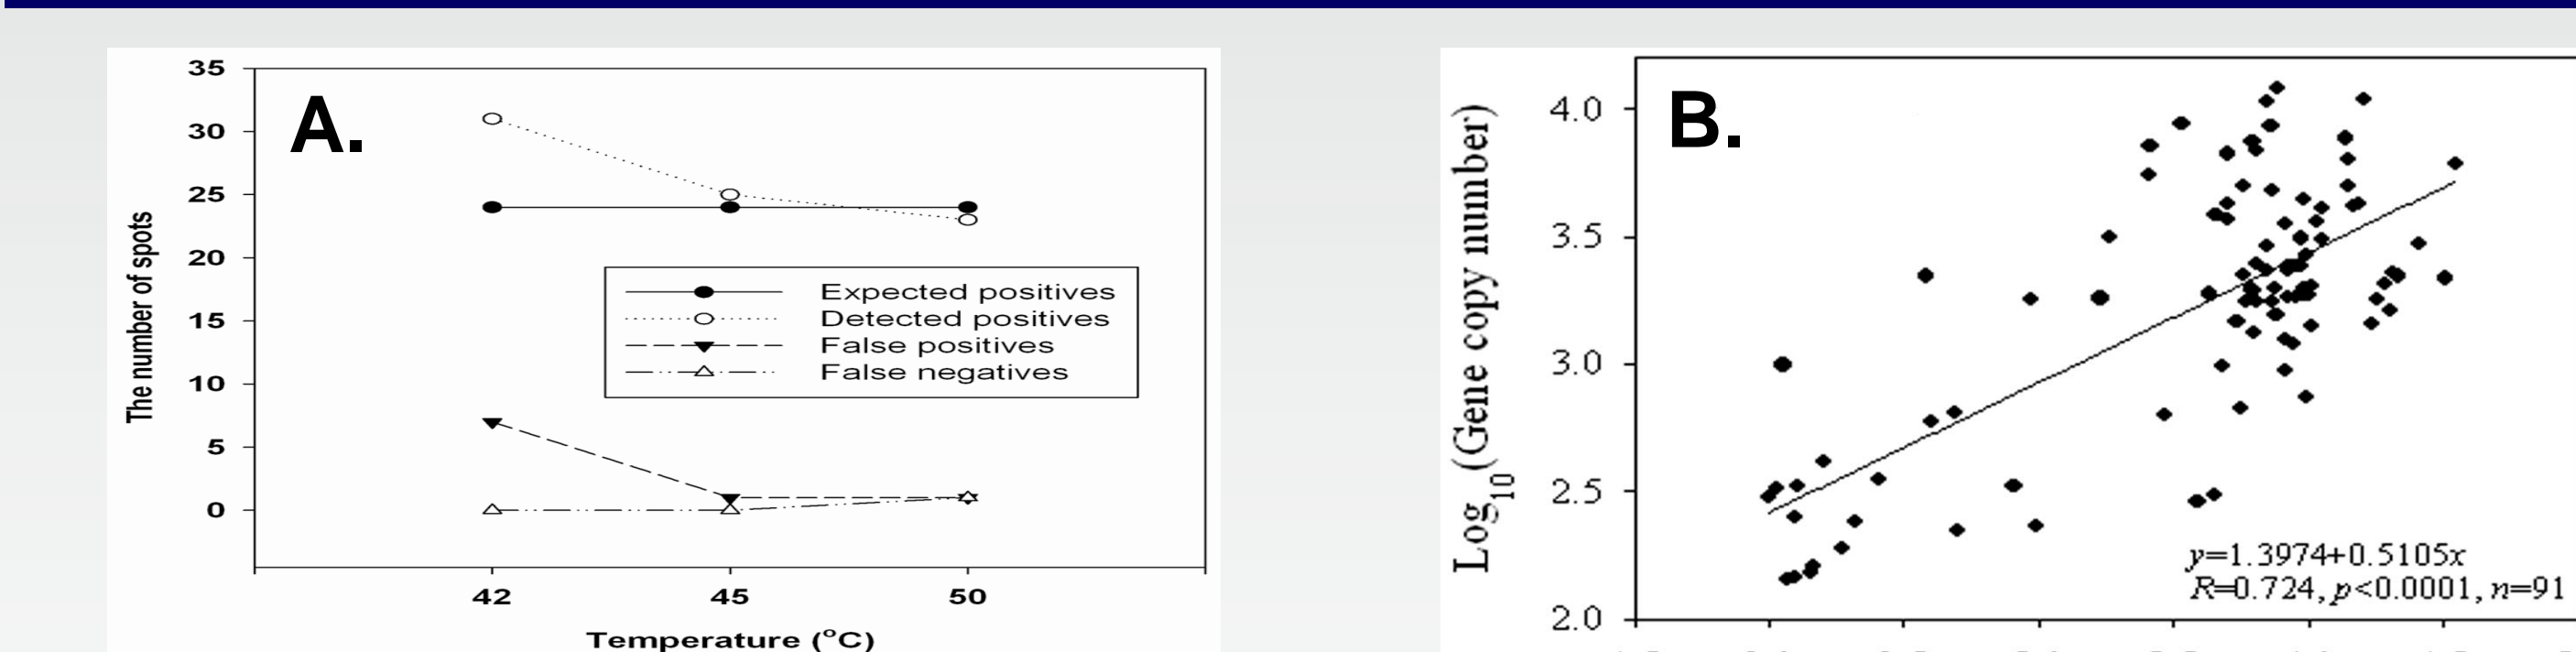 A.
35
30
25
20
15
10
5
0
The number of spots
Expected positives
Detected positives
False positives
False negatives
42 45 50
Temperature (°C)
B.
4.0
3.5
3.0
2.5
2.0
Log10 (Gene copy number)
y=1.3974+0.5105x
R=0.724, p<0.0001, n=91